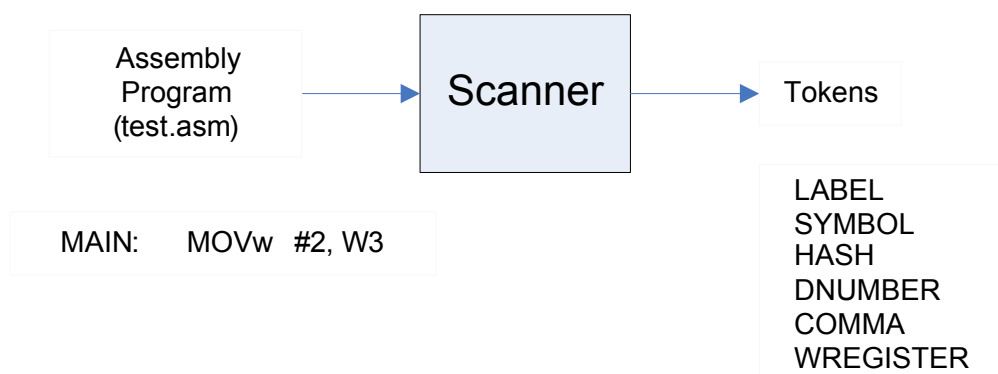 Assembly
Program
(test.asm)
Scanner
Tokens
MAIN: MOVw #2, W3
LABEL
SYMBOL
HASH
DNUMBER
COMMA
WREGISTER